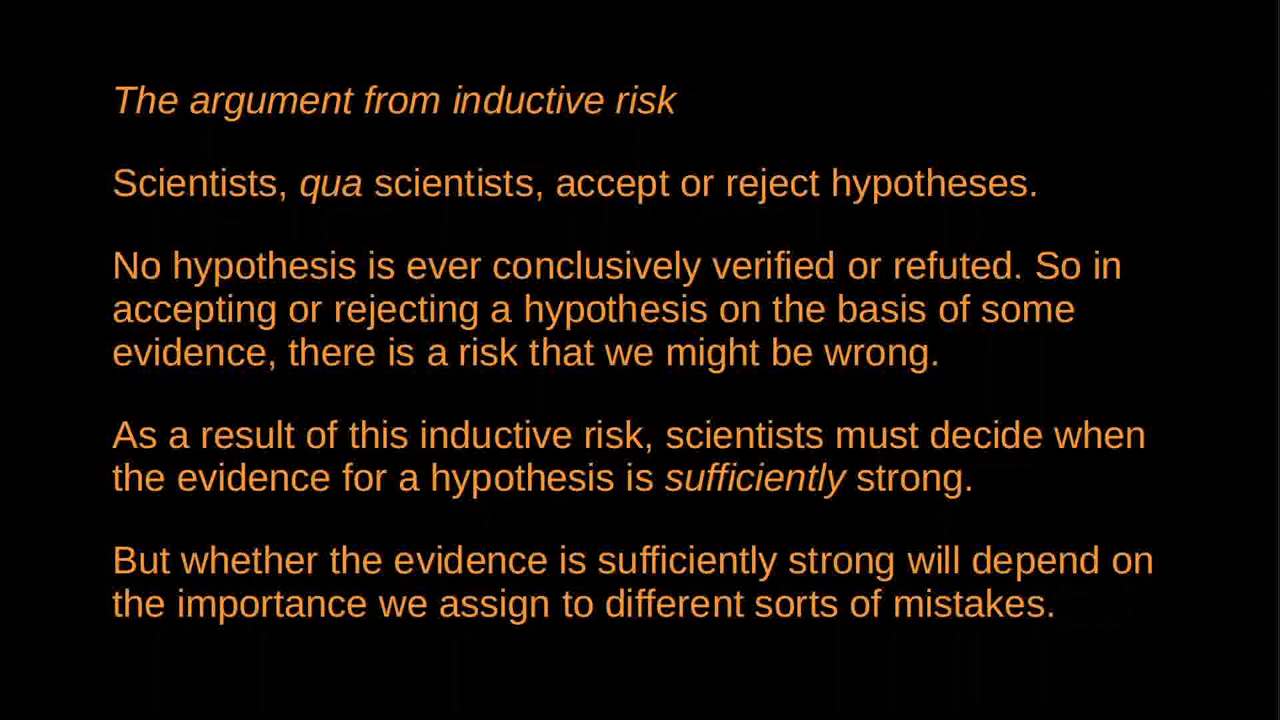 The argument from inductive risk
Scientists, qua scientists, accept or reject hypotheses.
No hypothesis is ever conclusively verified or refuted. So in
accepting or rejecting a hypothesis on the basis of some
evidence, there is a risk that we might be wrong.
As a result of this inductive risk, scientists must decide when
the evidence for a hypothesis is sufficiently strong.
But whether the evidence is sufficiently strong will depend on
the importance we assign to different sorts of mistakes.